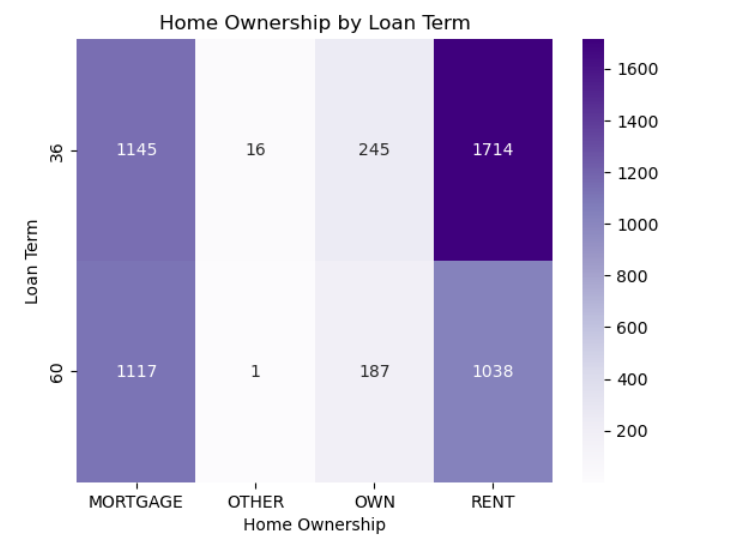 Home Ownership by Loan Term
Loan Term
36
1145 16 245 1714
60
1117 1 187 1038
MORTGAGE OTHER OWN RENT
Home Ownership
1600
1400
1200
1000
800
600
400
200